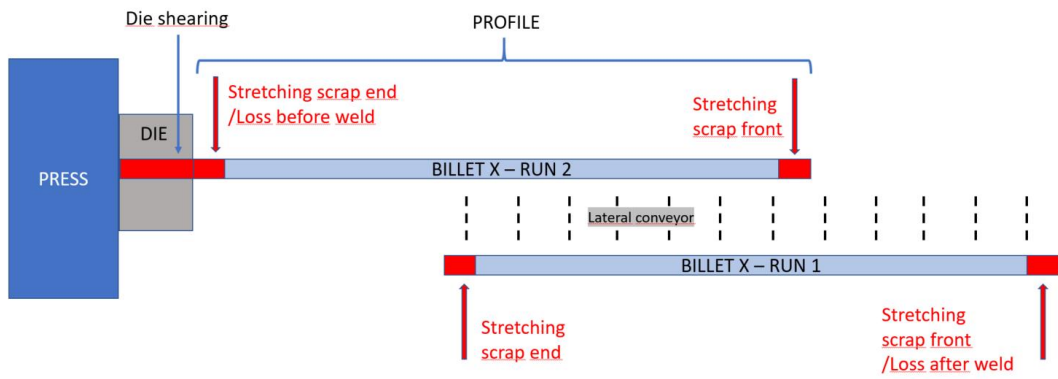 Die shearing
PROFILE
Stretching scrap end
/Loss before weld
Stretching
scrap front
DIE
PRESS
BILLET X – RUN 2
Lateral conveyor
BILLET X – RUN 1
Stretching
scrap end
Stretching
scrap front
/Loss after weld